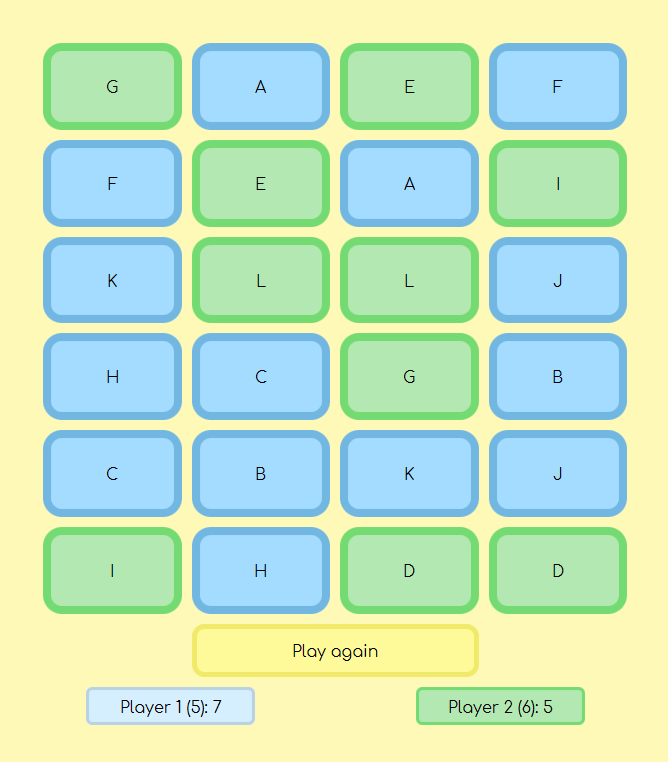 G A E F
F E A I
K L L J
H C G B
C B K J
I H D D
Play again
Player 1 (5): 7 Player 2 (6): 5